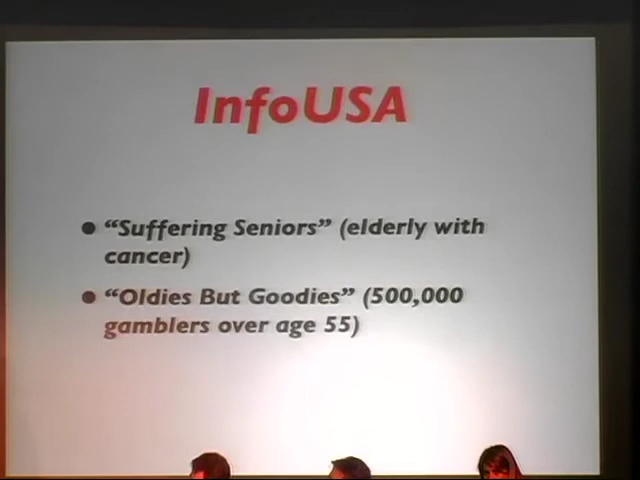 InfoUSA
● “Suffering Seniors” (elderly with
cancer)
● “Oldies But Goodies” (500,000
gamblers over age 55)